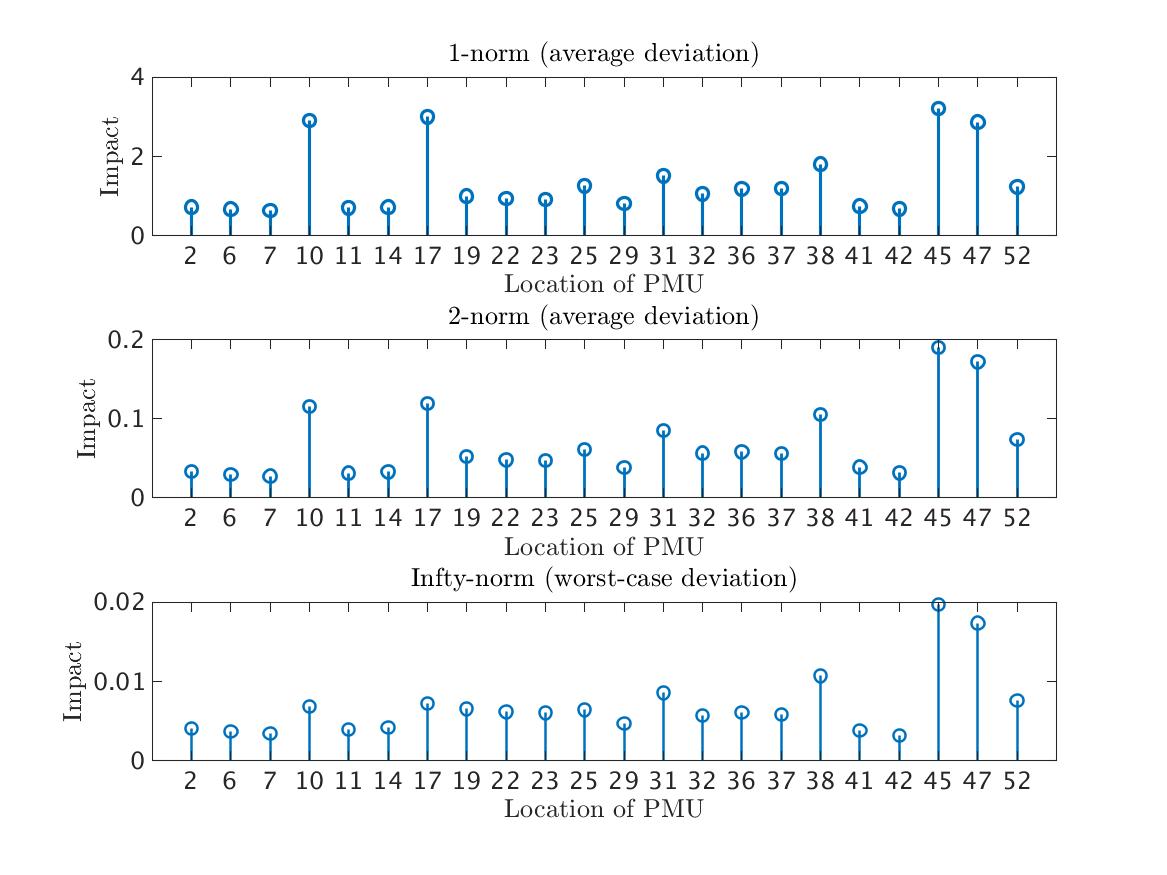 1-norm (average deviation)
4
2
0
Impact
2 6 7 10 11 14 17 19 22 23 25 29 31 32 36 37 38 41 42 45 47 52
Location of PMU
2-norm (average deviation)
0.2
0.1
0
Impact
2 6 7 10 11 14 17 19 22 23 25 29 31 32 36 37 38 41 42 45 47 52
Location of PMU
Infty-norm (worst-case deviation)
0.02
0.01
0
Impact
2 6 7 10 11 14 17 19 22 23 25 29 31 32 36 37 38 41 42 45 47 52
Location of PMU